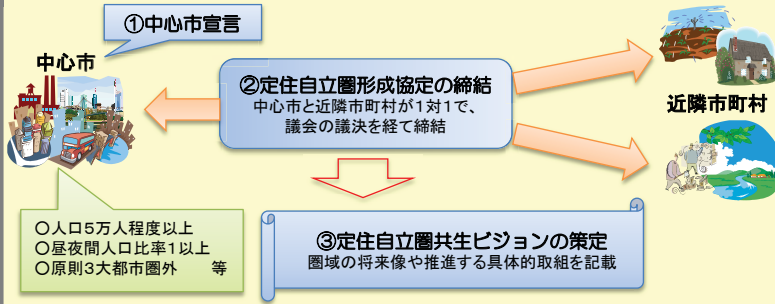 ①中心市宣言
中心市
②定住自立圏形成協定の締結
中心市と近隣市町村が1対1で、
議会の議決を経て締結
近隣市町村
○人口5万人程度以上
○昼夜間人口比率1以上
○原則3大都市圏外　　等
③定住自立圏共生ビジョンの策定
圏域の将来像や推進する具体的取組を記載